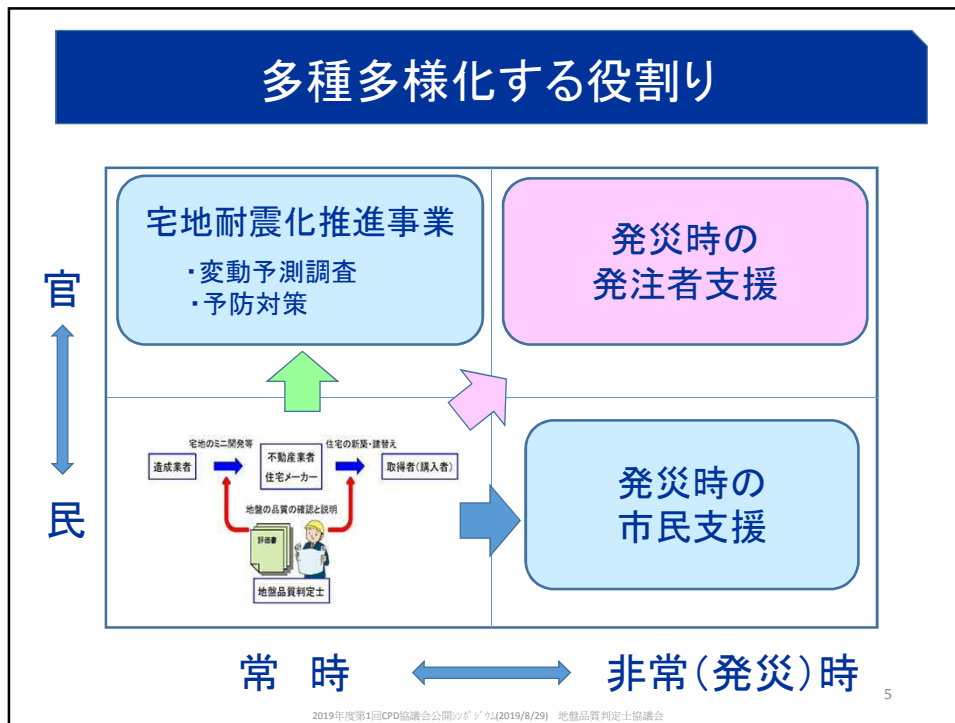 多種多様化する役割り
宅地耐震化推進事業
・変動予測調査
・予防対策
発災時の
発注者支援
官
民
宅地のミニ開発等
住宅の新築・建替え
造成業者
不動産業者
住宅メーカー
取得者(購入者)
地盤の品質の確認と説明
評価書
地盤品質判定士
発災時の
市民支援
常 時
非常(発災)時
5
2019年度第1回CPD協議会公開シンポジウム(2019/8/29) 地盤品質判定士協議会